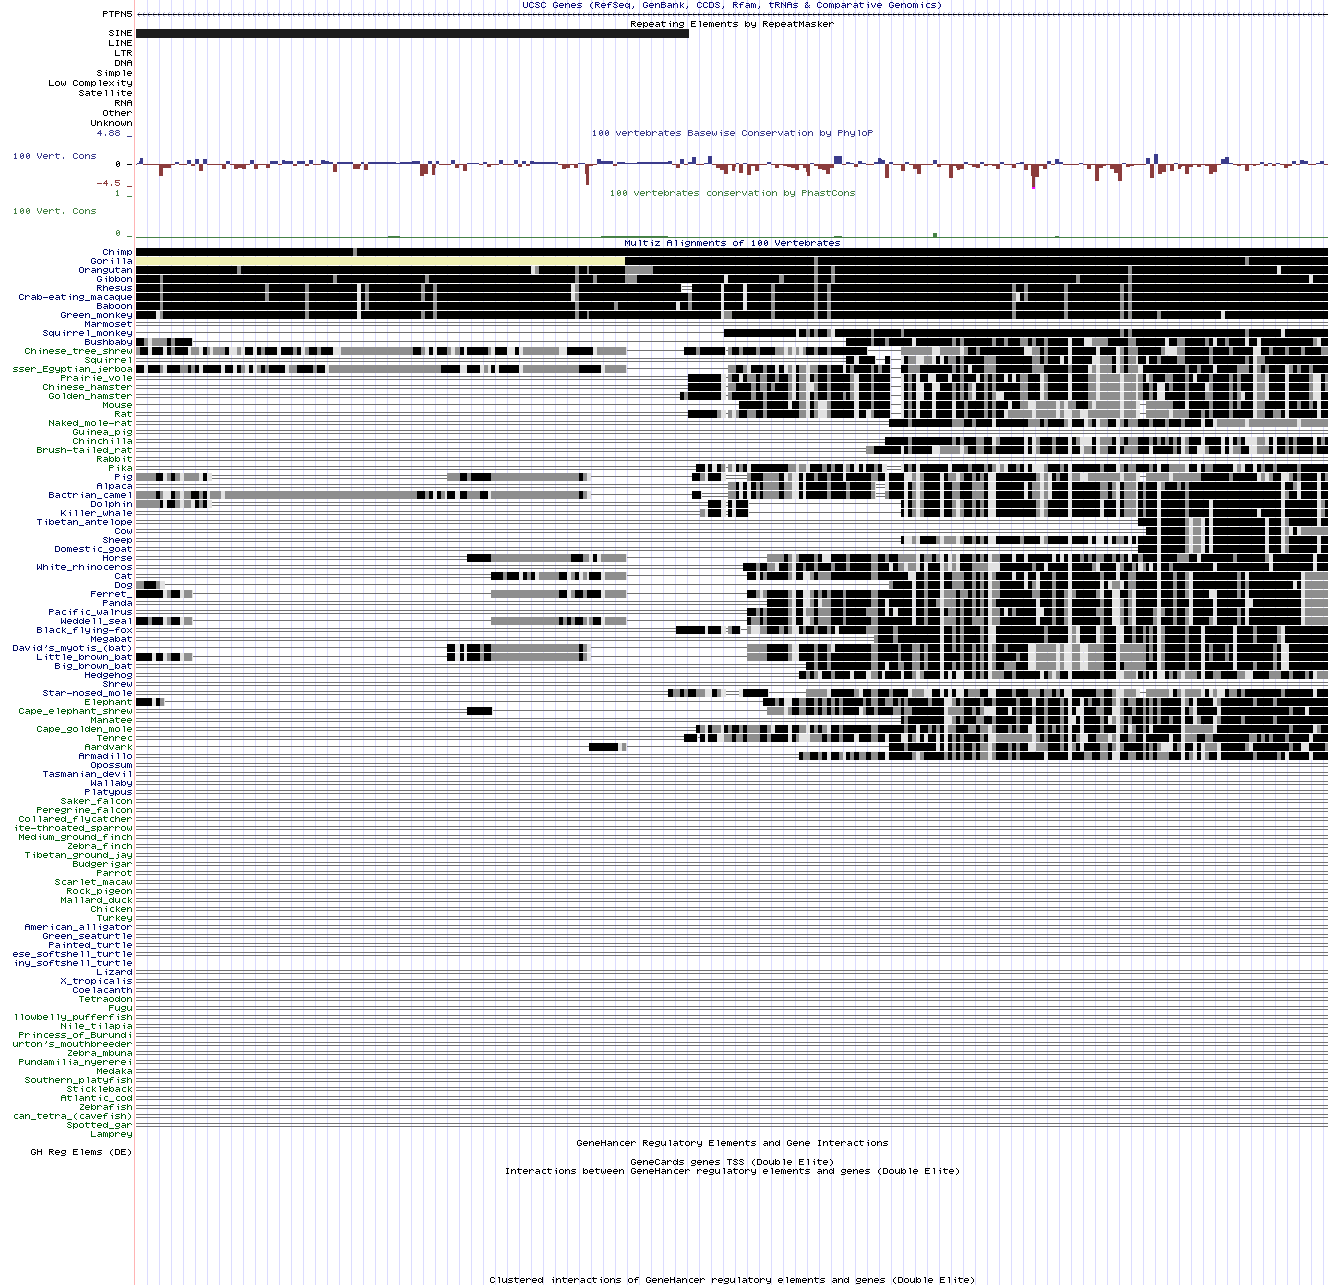 UCSC Genes (RefSeq, GenBank, CCDS, Rfam, tRNAs & Comparative Genomics)
PTPN5
Repeating Elements by RepeatMasker
SINE
LINE
LTR
DNA
Simple
Low Complexity
Satellite
RNA
Other
Unknown
4.88 _
100 vertebrates Basewise Conservation by PhyloP
100 Vert. Cons
0 _
-4.5 _
100 vertebrates conservation by PhastCons
1 _
100 Vert. Cons
0 _
Multiz Alignments of 100 Vertebrates
Chimp
Gorilla
Orangutan
Gibbon
Rhesus
Crab-eating_macaque
Baboon
Green_monkey
Marmoset
Squirrel_monkey
Bushbaby
Chinese_tree_shrew
Squirrel
sser_Egyptian_jerboa
Prairie_vole
Chinese_hamster
Golden_hamster
Mouse
Rat
Naked_mole-rat
Guinea_pig
Chinchilla
Brush-tailed_rat
Rabbit
Pika
Pig
Alpaca
Bactrian_camel
Dolphin
Killer_whale
Tibetan_antelope
Cow
Sheep
Domestic_goat
Horse
White_rhinoceros
Cat
Dog
Ferret_
Panda
Pacific_walrus
Weddell_seal
Black_flying-fox
Megabat
David's_myotis_(bat)
Little_brown_bat
Big_brown_bat
Hedgehog
Shrew
Star-nosed_mole
Elephant
Cape_elephant_shrew
Manatee
Cape_golden_mole
Tenrec
Aardvark
Armadillo
Opossum
Tasmanian_devil
Wallaby
Platypus
Saker_falcon
Peregrine_falcon
Collared_flycatcher
ite-throated_sparrow
Medium_ground_finch
Zebra_finch
Tibetan_ground_jay
Budgerigar
Parrot
Scarlet_macaw
Rock_pigeon
Mallard_duck
Chicken
Turkey
American_alligator
Green_seaturtle
Painted_turtle
ese_softshell_turtle
iny_softshell_turtle
Lizard
X_tropicalis
Coelacanth
Tetraodon
Fugu
llowbelly_pufferfish
Nile_tilapia
Princess_of_Burundi
urton's_mouthbreeder
Zebra_mbuna
Pundamilia_nyererei
Medaka
Southern_platyfish
Stickleback
Atlantic_cod
Zebrafish
can_tetra_(cavefish)
Spotted_gar
Lamprey
GeneHancer Regulatory Elements and Gene Interactions
GH Reg Elems (DE)
GeneCards genes TSS (Double Elite)
Interactions between GeneHancer regulatory elements and genes (Double Elite)
Clustered interactions of GeneHancer regulatory elements and genes (Double Elite)